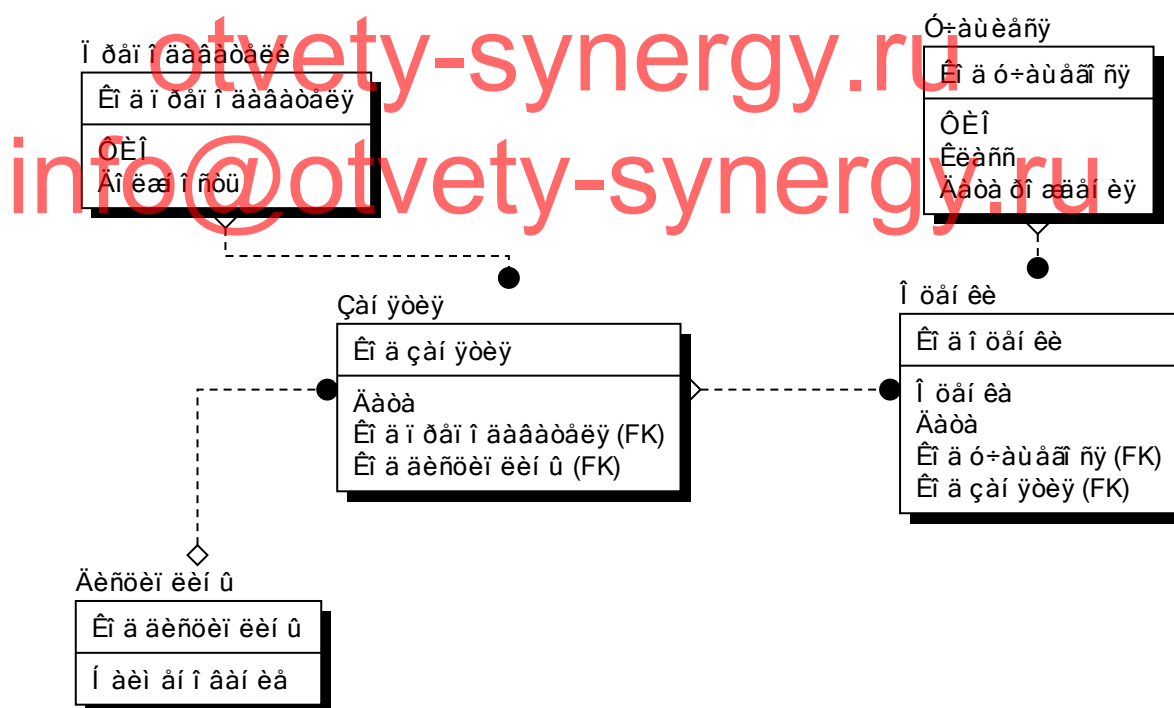 otvety-synergy.ru
info@otvety-synergy.ru
Ï ðåï î äàâàòåëè
Êî ä ï ðåï î äàâàòåëÿ
ÔÈÎ
Äî ëæí î ñòü
Ó÷àùèåñÿ
Êî ä ó÷àùåãî ñÿ
ÔÈÎ
Êëàññ
Äàòà ðî æäåí èÿ
Çàí ÿòèÿ
Êî ä çàí ÿòèÿ
Äàòà
Êî ä ï ðåï î äàâàòåëÿ (FK)
Êî ä äèñöèï ëèí û (FK)
Î öåí êè
Êî ä î öåí êè
Î öåí êà
Äàòà
Êî ä ó÷àùåãî ñÿ (FK)
Êî ä çàí ÿòèÿ (FK)
Äèñöèï ëèí û
Êî ä äèñöèï ëèí û
Í àèì åí î âàí èå